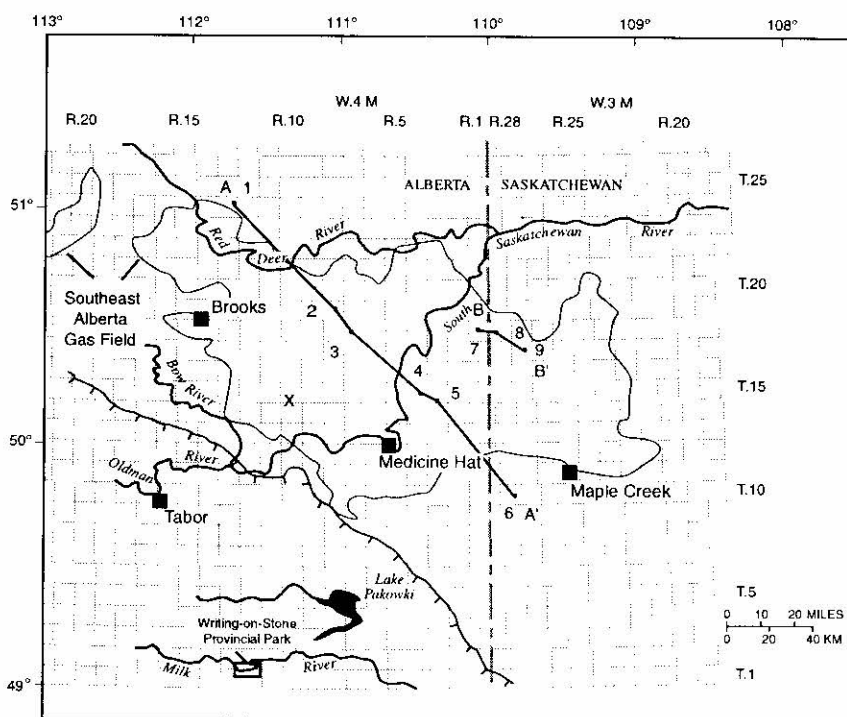 113° 112° 111° 110° 109° 108°
W.4 M W.3 M
R.20 R.15 R.10 R.5 R.1 R.28 R.25 R.20
T.25
A 1 ALBERTA SASKATCHEWAN
51°
Red Deer River
Saskatchewan River
South
T.20
Southeast
Alberta
Gas Field
Brooks
2
B
7 8 9
B'
3
T.15
Bow River
4 5
X
50°
Medicine Hat
Oldman River
Maple Creek
T.10
Tabor
6 A'
Lake
Pakowki
T.5
Writing-on-Stone
Provincial Park
0 10 20 MILES
0 20 40 KM
Milk River
T.1
49°